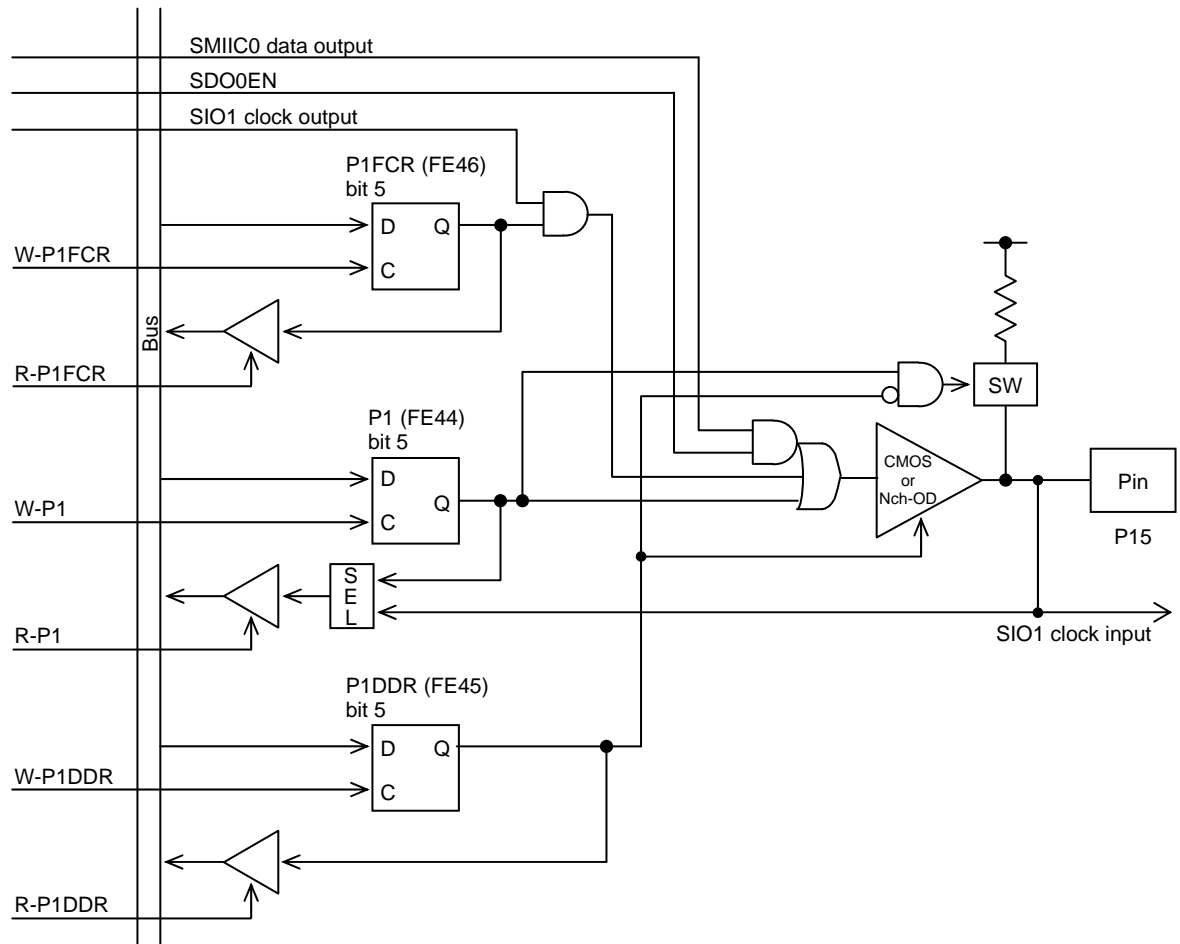 SMIIC0 data output
SDO0EN
SIO1 clock output
P1FCR (FE46)
bit 5
D Q
C
W-P1FCR
Bus
R-P1FCR
SW
P1 (FE44)
bit 5
D
Q
C
W-P1
CMOS
or
Nch-OD
Pin
P15
S
E
L
R-P1
SIO1 clock input
P1DDR (FE45)
bit 5
D Q
C
W-P1DDR
R-P1DDR